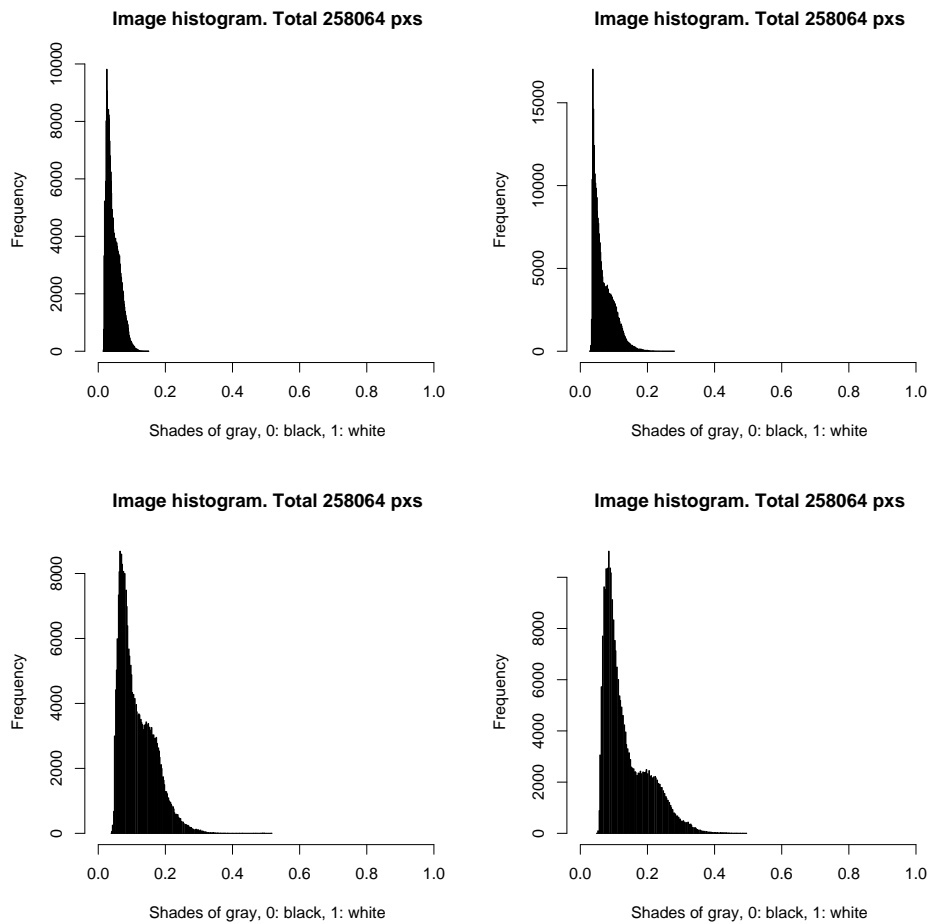 Image histogram. Total 258064 pxs
Frequency
0 2000 4000 6000 8000 10000
0.0 0.2 0.4 0.6 0.8 1.0
Shades of gray, 0: black, 1: white
Image histogram. Total 258064 pxs
Frequency
0 5000 10000 15000
0.0 0.2 0.4 0.6 0.8 1.0
Shades of gray, 0: black, 1: white
Image histogram. Total 258064 pxs
Frequency
0 2000 4000 6000 8000
0.0 0.2 0.4 0.6 0.8 1.0
Shades of gray, 0: black, 1: white
Image histogram. Total 258064 pxs
Frequency
0 2000 4000 6000 8000
0.0 0.2 0.4 0.6 0.8 1.0
Shades of gray, 0: black, 1: white